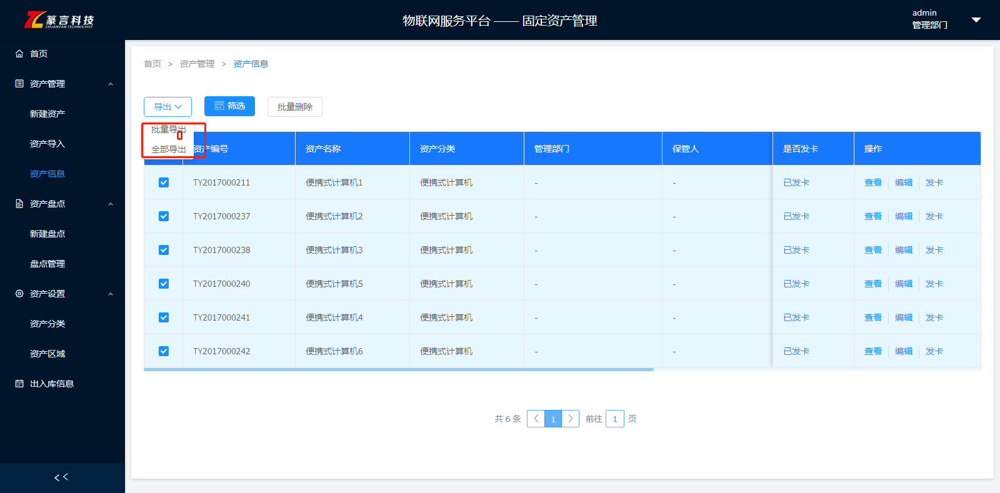 篆言科技
ZHUANYAN TECHNOLOGY
物联网服务平台 —— 固定资产管理
admin
管理部门
首页
资产管理
新建资产
资产导入
资产信息
资产盘点
新建盘点
盘点管理
资产设置
资产分类
资产区域
出入库信息
<<
首页 > 资产管理 > 资产信息
导出 筛选 批量删除
批量导出
全部导出
资产编号 资产名称 资产分类 管理部门 保管人 是否发卡 操作
TY2017000211 便携式计算机1 便携式计算机 - - 已发卡 查看 编辑 发卡
TY2017000237 便携式计算机2 便携式计算机 - - 已发卡 查看 编辑 发卡
TY2017000238 便携式计算机3 便携式计算机 - - 已发卡 查看 编辑 发卡
TY2017000240 便携式计算机5 便携式计算机 - - 已发卡 查看 编辑 发卡
TY2017000241 便携式计算机4 便携式计算机 - - 已发卡 查看 编辑 发卡
TY2017000242 便携式计算机6 便携式计算机 - - 已发卡 查看 编辑 发卡
共 6 条 < 1 > 前往 1 页